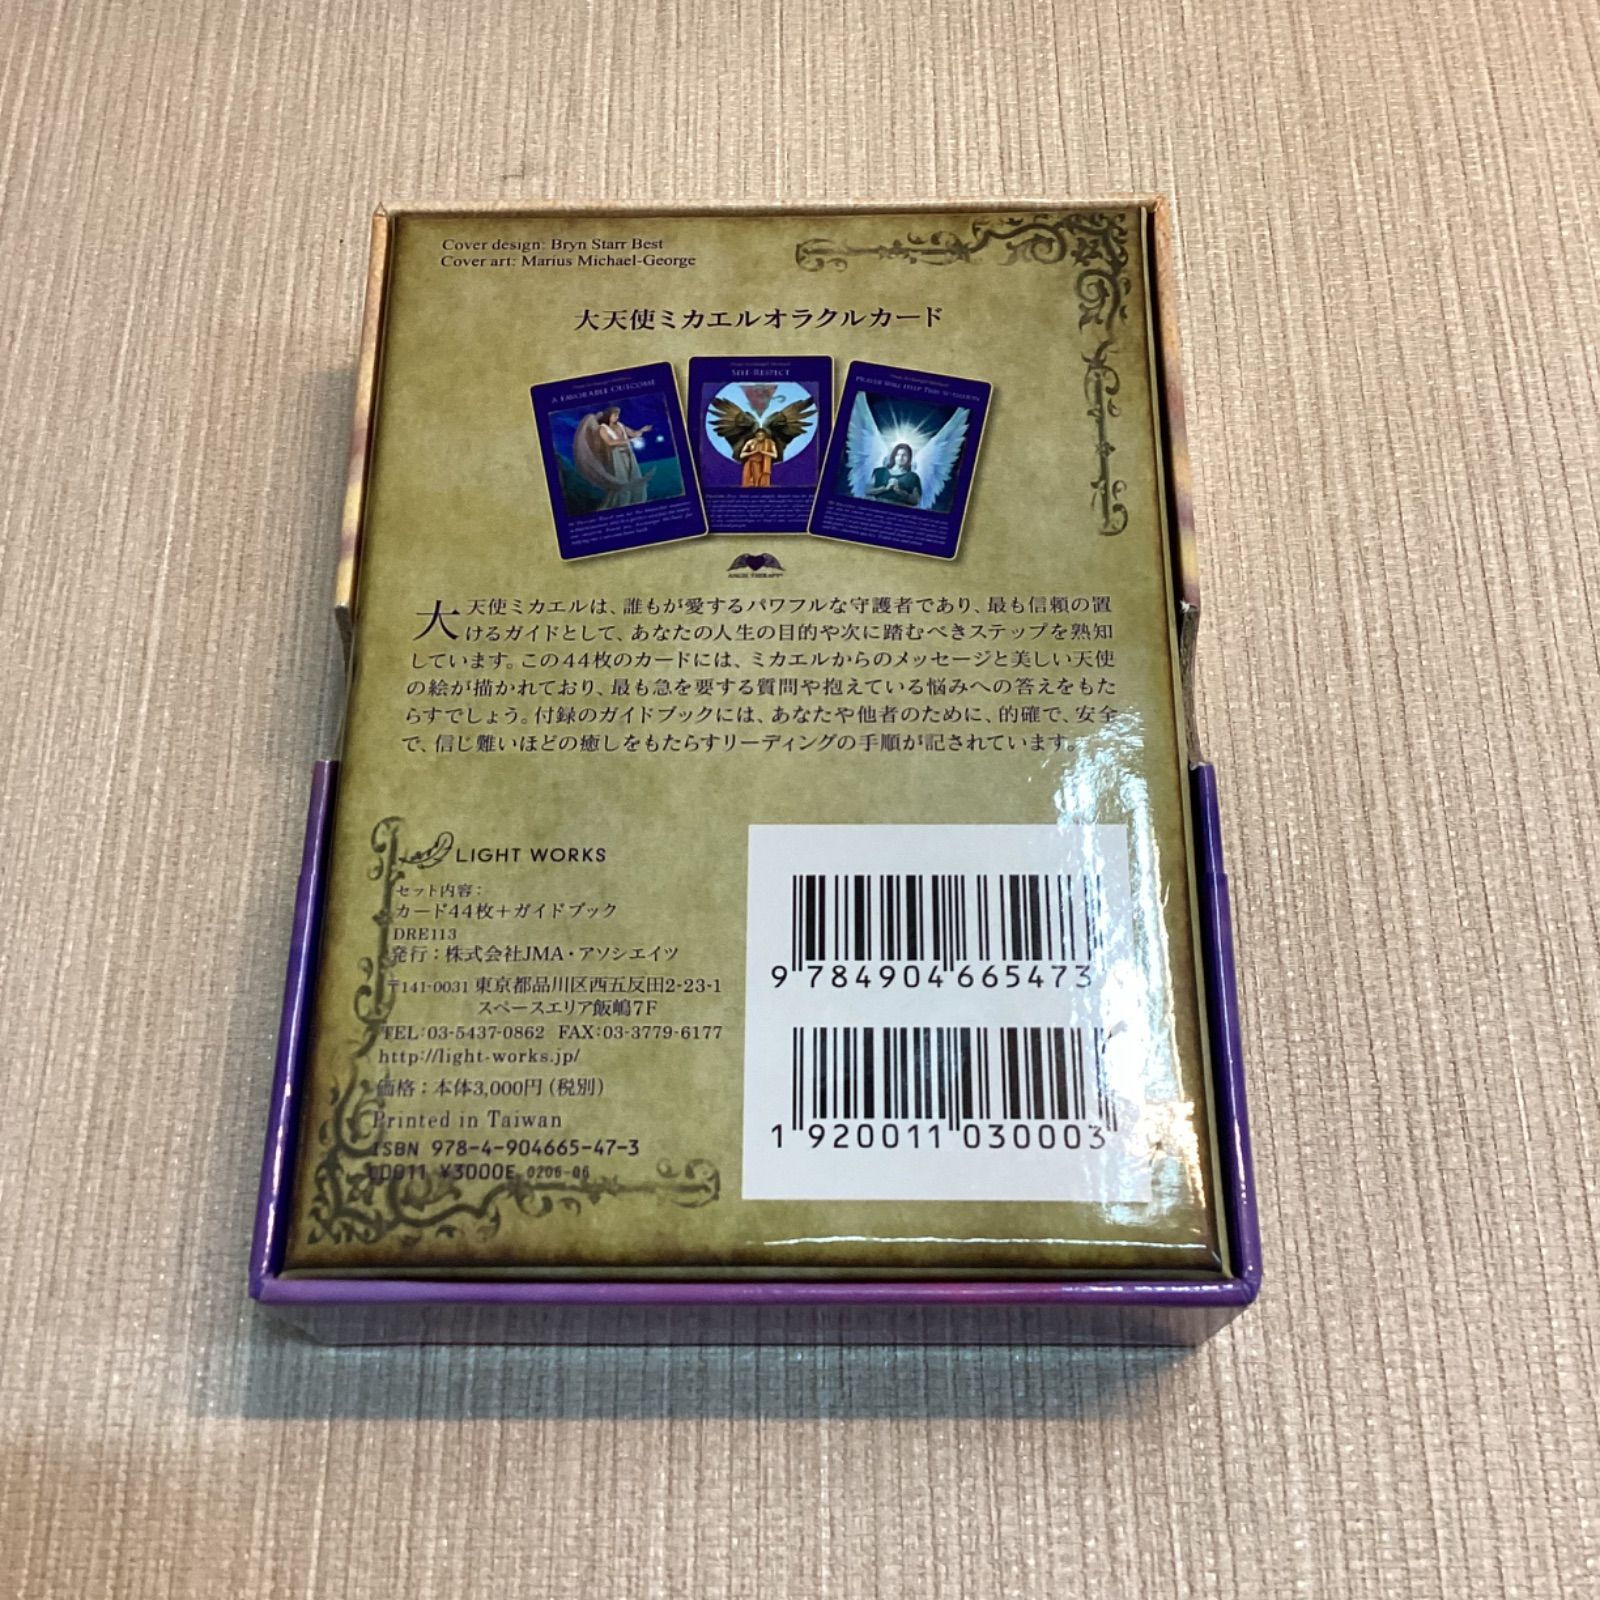 Cover design: Bryn Starr Best
Cover art: Marius Michael-George
大天使ミカエルオラクルカード
A FAVORABLE OUTCOME
SELF-RESPECT
PRAYER WILL HELP THIS SITUATION
ANGEL THERAPY
大天使ミカエルは、誰もが愛するパワフルな守護者であり、最も信頼の置
けるガイドとして、あなたの人生の目的や次に踏むべきステップを熟知
しています。この44枚のカードには、ミカエルからのメッセージと美しい天使
の絵が描かれており、最も急を要する質問や抱えている悩みへの答えをもた
らすでしょう。付録のガイドブックには、あなたや他者のために、的確で、安全
で、信じ難いほどの癒しをもたらすリーディングの手順が記されています。
LIGHT WORKS
セット内容：
カード44枚＋ガイドブック
DRE113
発行：株式会社JMA・アソシエイツ
〒141-0031 東京都品川区西五反田2-23-1
スペースエリア飯嶋7F
TEL:03-5437-0862 FAX:03-3779-6177
http://light-works.jp/
価格：本体3,000円（税別）
Printed in Taiwan
ISBN 978-4-904665-47-3
C0011 ¥3000E 0206-06
9784904665473
1920011030003